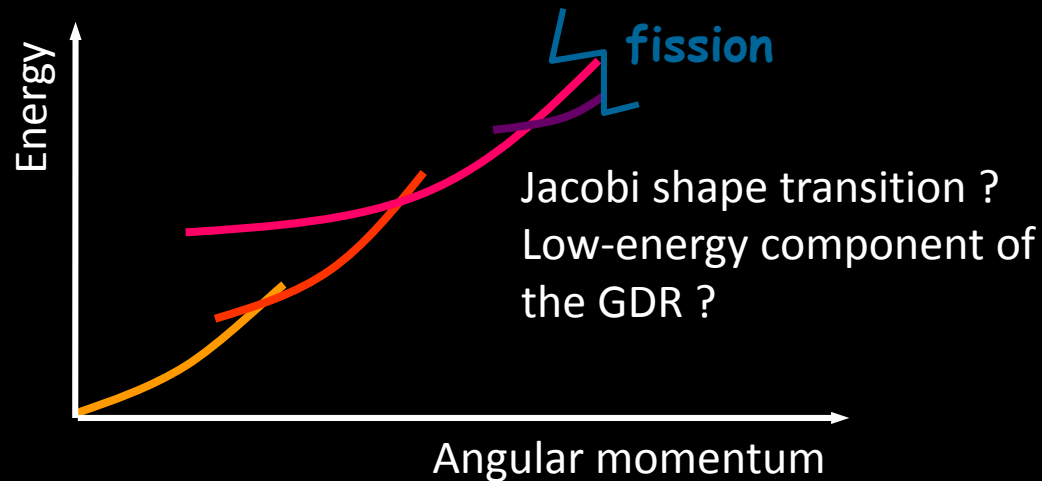 fission
Energy
Jacobi shape transition ?
Low-energy component of
the GDR ?
Angular momentum